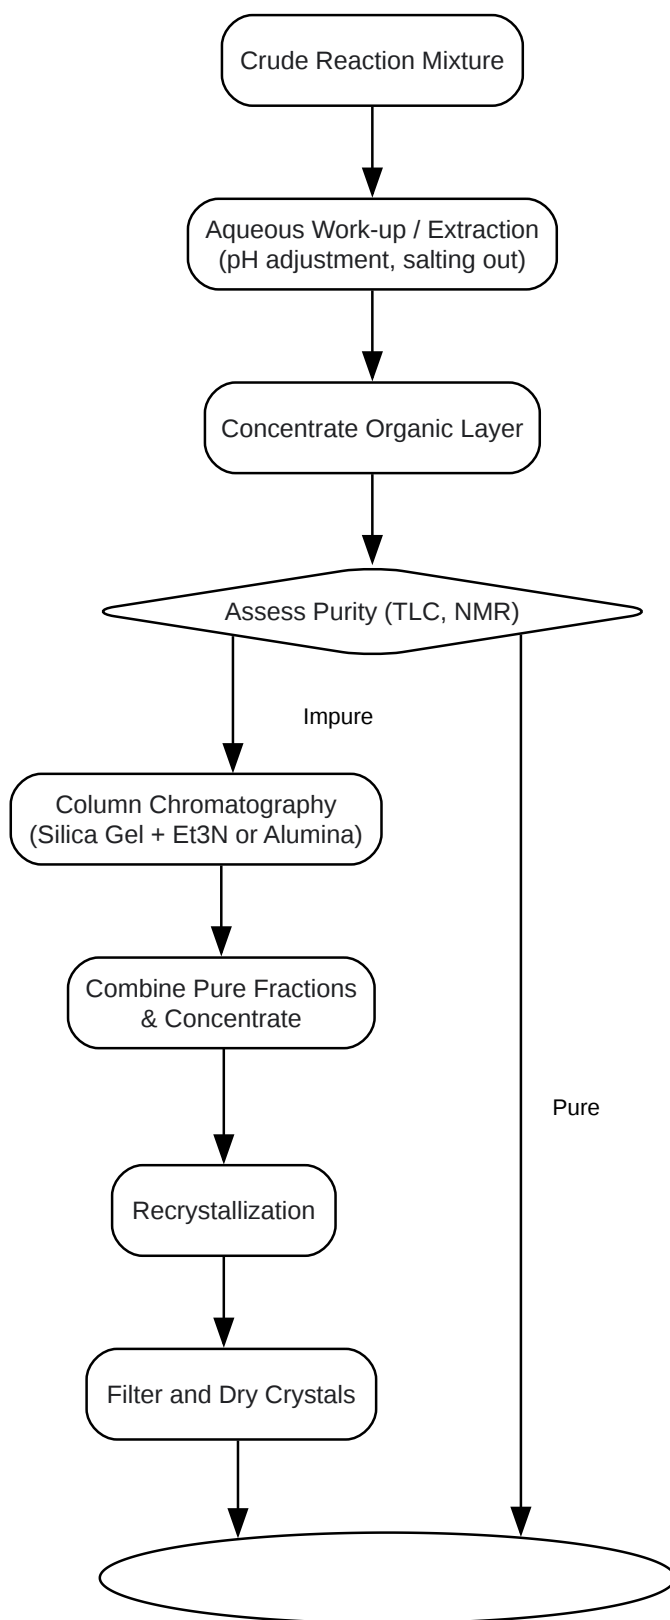 Crude Reaction Mixture
Aqueous Work-up / Extraction
(pH adjustment, salting out)
Concentrate Organic Layer
Assess Purity (TLC, NMR)
Impure
Column Chromatography
(Silica Gel + Et3N or Alumina)
Combine Pure Fractions
& Concentrate
Pure
Recrystallization
Filter and Dry Crystals